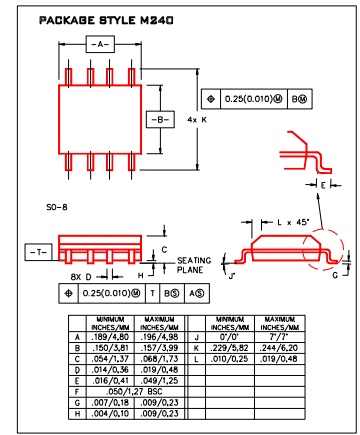 PACKAGE STYLE M240
-A-
⌖ 0.25(0.010)Ⓜ BⓂ
-B-
4x K
E
SO-8
L x 45°
-T-
C
SEATING
PLANE
8X D
H
J°
G
⌖ 0.25(0.010)Ⓜ T BⓈ AⓈ
MINIMUM INCHES/MM MAXIMUM INCHES/MM MINIMUM INCHES/MM MAXIMUM INCHES/MM
A .189/4,80 .196/4,98 J 0°/0° 7°/7°
B .150/3,81 .157/3,99 K .229/5,82 .244/6,20
C .054/1,37 .068/1,73 L .010/0,25 .019/0,48
D .014/0,36 .019/0,48
E .016/0,41 .049/1,25
F .050/1,27 BSC
G .007/0,18 .009/0,23
H .004/0,10 .009/0,23